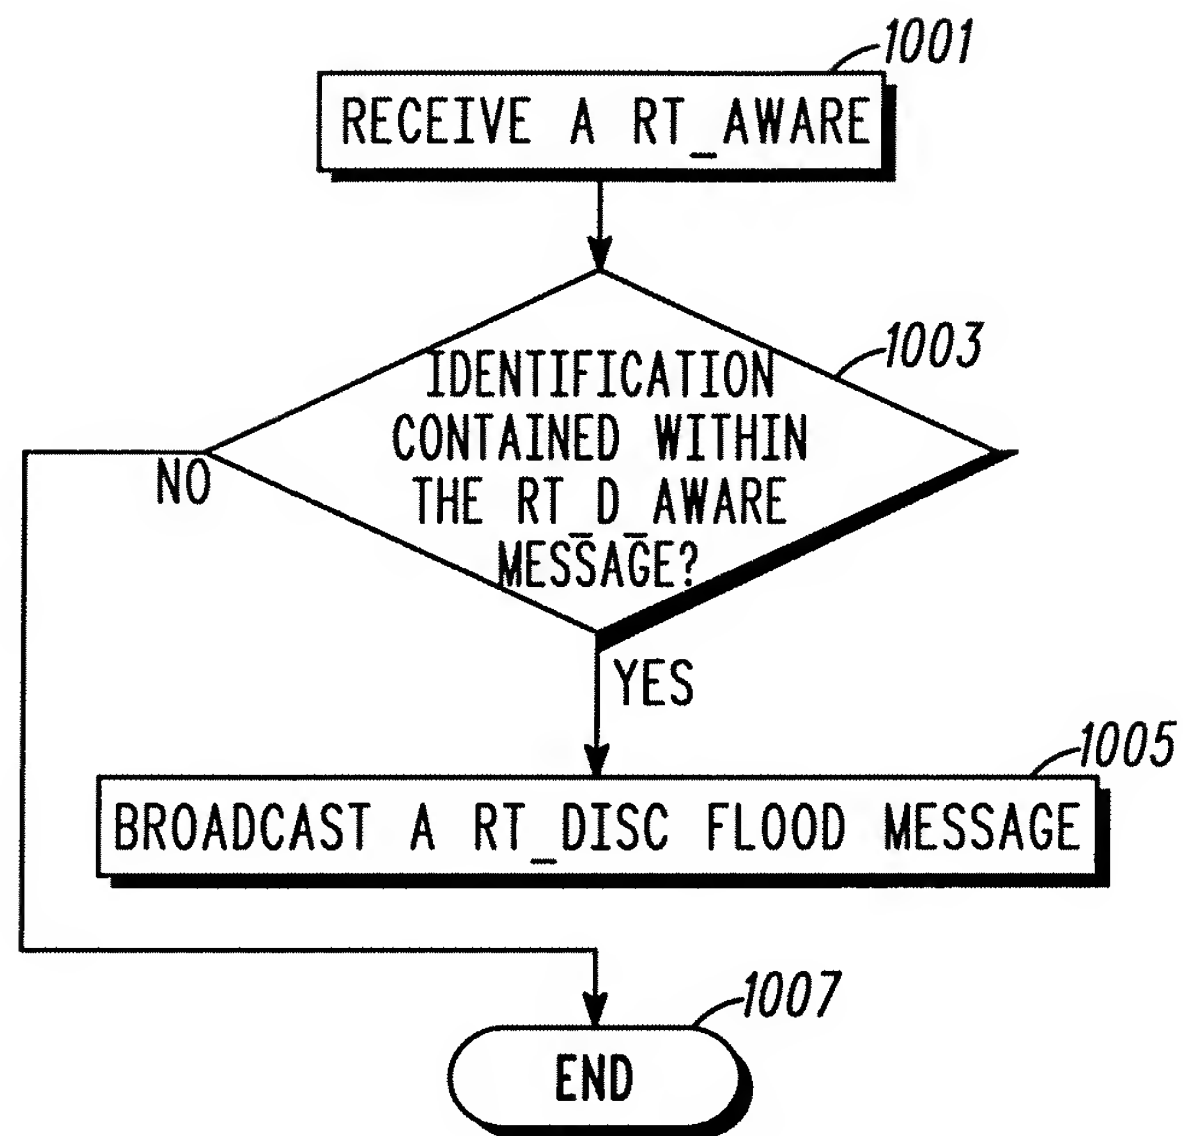 1001
RECEIVE A RT_AWARE
1003
IDENTIFICATION
CONTAINED WITHIN
THE RT_D_AWARE
MESSAGE?
NO
YES
1005
BROADCAST A RT_DISC FLOOD MESSAGE
1007
END